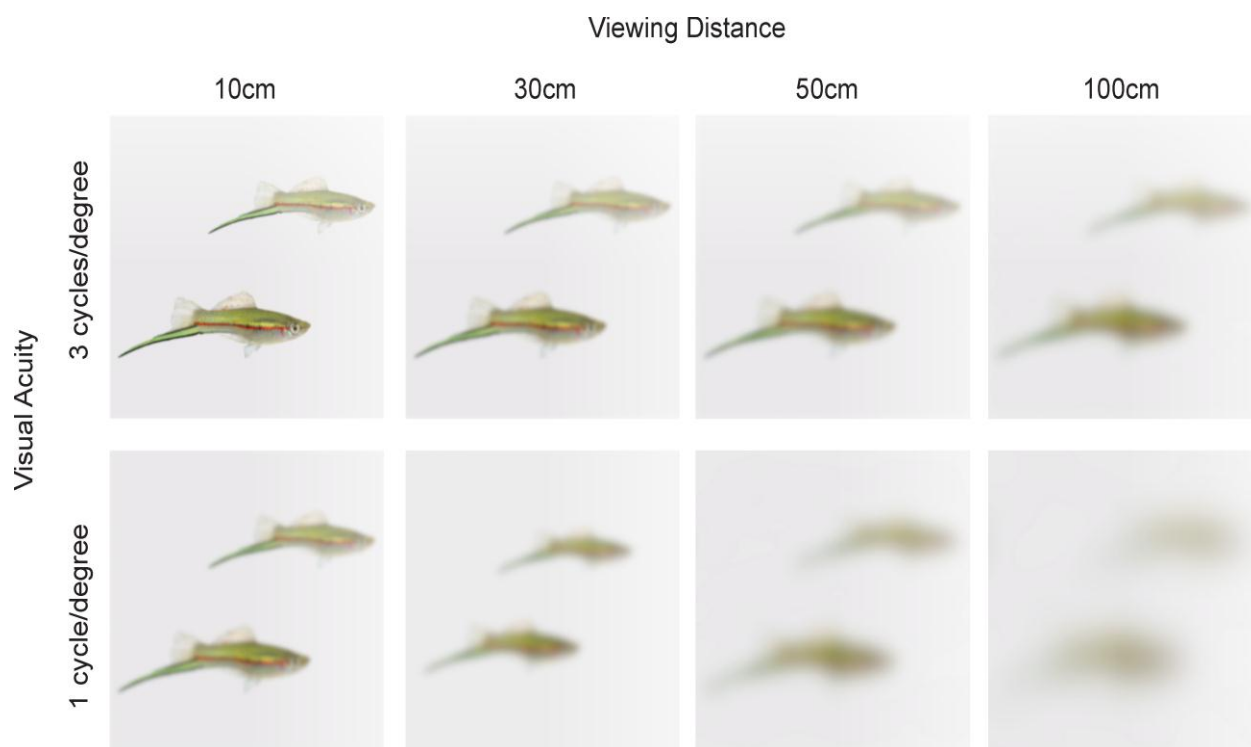 Viewing Distance
10cm
30cm
50cm
100cm
Visual Acuity
3 cycles/degree
1 cycle/degree